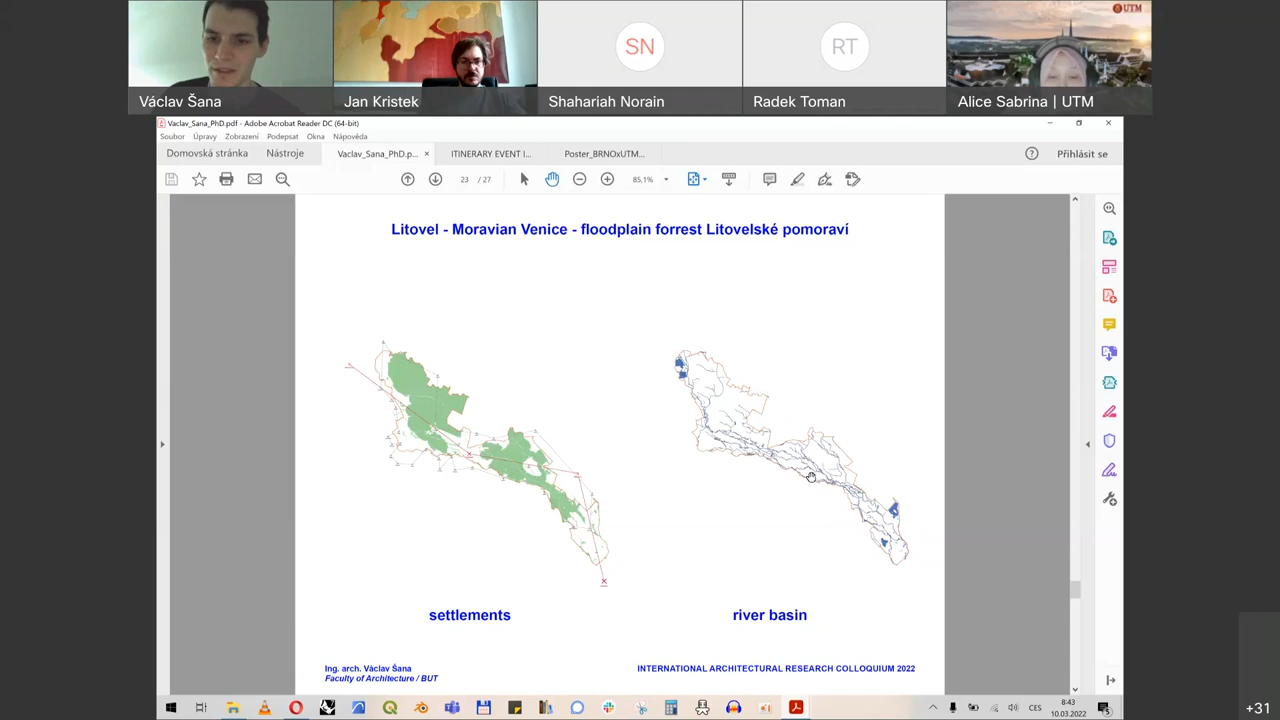 UTM
SN
RT
Václav Šana
Jan Kristek
Shahariah Norain
Radek Toman
Alice Sabrina | UTM
Vaclav_Sana_PhD.pdf - Adobe Acrobat Reader DC (64-bit)
Soubor Úpravy Zobrazení Podepsat Okna Nápověda
Domovská stránka Nástroje Vaclav_Sana_PhD.p... × ITINERARY EVENT I... Poster_BRNOxUTM... Přihlásit se
23 / 27 85,1%
Litovel - Moravian Venice - floodplain forrest Litovelské pomoraví
settlements
river basin
Ing. arch. Václav Šana
Faculty of Architecture / BUT
INTERNATIONAL ARCHITECTURAL RESEARCH COLLOQUIUM 2022
CES
8:43
10.03.2022
5
+31